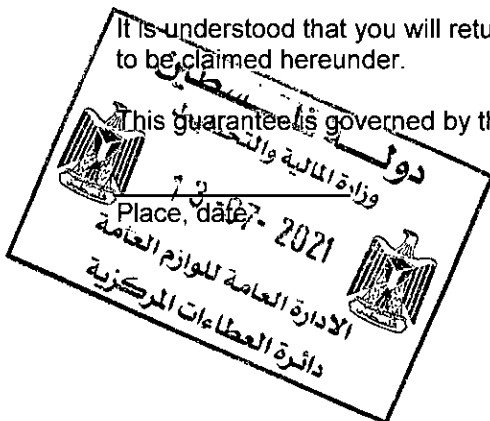 It is understood that you will retu
to be claimed hereunder.
This guarantee is governed by th
Place, date
دولة فلسطين
وزارة المالية والتخطيط
-07- 2021
الادارة العامة للوازم العامة
دائرة العطاءات المركزية